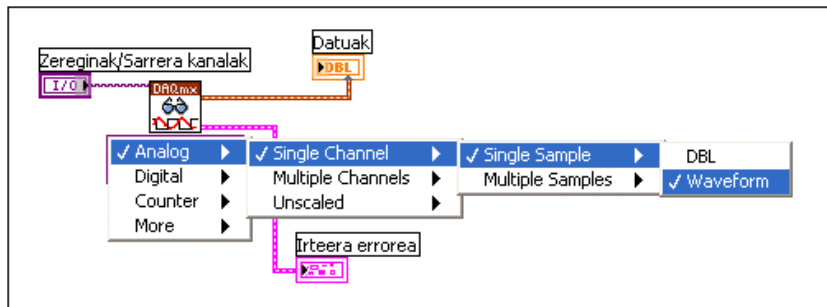 Datuak
Zereginak/Sarrera kanalak
DBL
I/O
DAQmx
✓ Analog
✓ Single Channel
✓ Single Sample
DBL
Digital
Multiple Channels
Multiple Samples
✓ Waveform
Counter
Unscaled
More
Irteera errorea